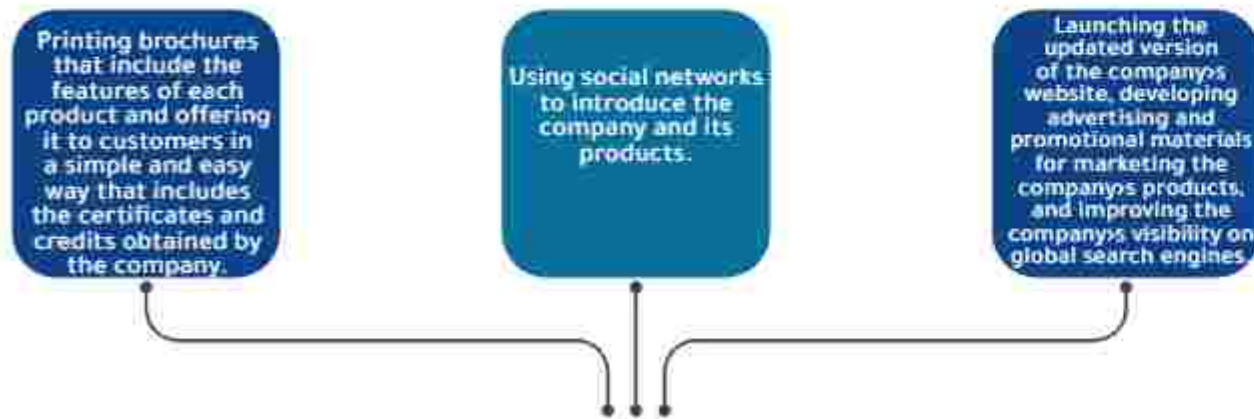 Printing brochures
that include the
features of each
product and offering
it to customers in
a simple and easy
way that includes
the certificates and
credits obtained by
the company.
Using social networks
to introduce the
company and its
products.
Launching the
updated version
of the company›s
website, developing
advertising and
promotional materials
for marketing the
company›s products,
and improving the
company›s visibility on
global search engines